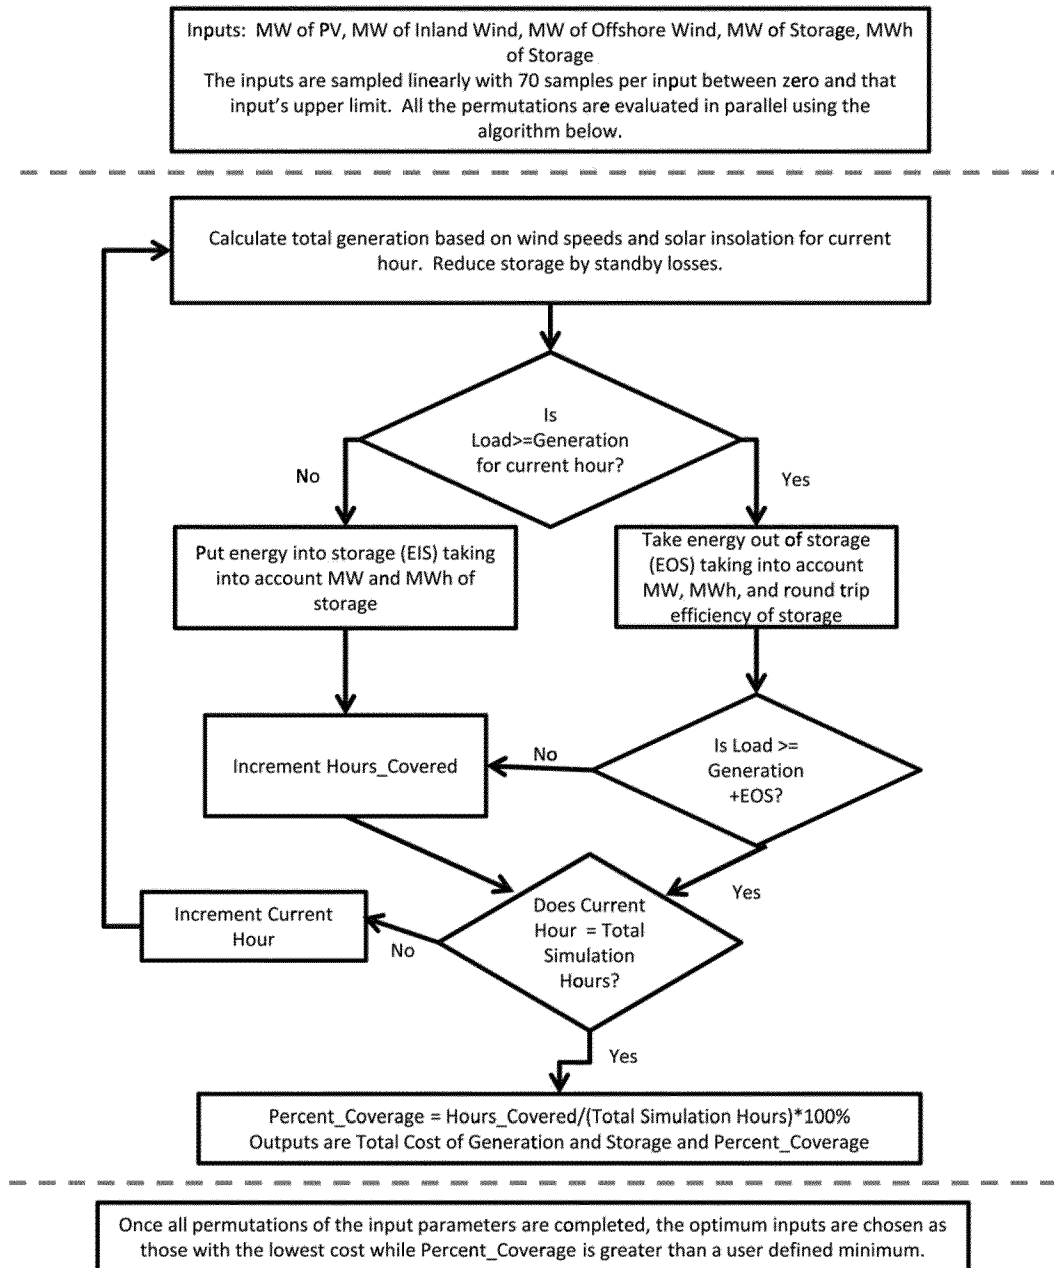 Inputs:  MW of PV, MW of Inland Wind, MW of Offshore Wind, MW of Storage, MWh
of Storage
The inputs are sampled linearly with 70 samples per input between zero and that
input's upper limit.  All the permutations are evaluated in parallel using the
algorithm below.
Calculate total generation based on wind speeds and solar insolation for current
hour.  Reduce storage by standby losses.
Is
Load>=Generation
for current hour?
No
Yes
Put energy into storage (EIS) taking
into account MW and MWh of
storage
Take energy out of storage
(EOS) taking into account
MW, MWh, and round trip
efficiency of storage
Increment Hours_Covered
No
Is Load >=
Generation
+EOS?
Yes
Increment Current
Hour
No
Does Current
Hour  = Total
Simulation
Hours?
Yes
Percent_Coverage = Hours_Covered/(Total Simulation Hours)*100%
Outputs are Total Cost of Generation and Storage and Percent_Coverage
Once all permutations of the input parameters are completed, the optimum inputs are chosen as
those with the lowest cost while Percent_Coverage is greater than a user defined minimum.